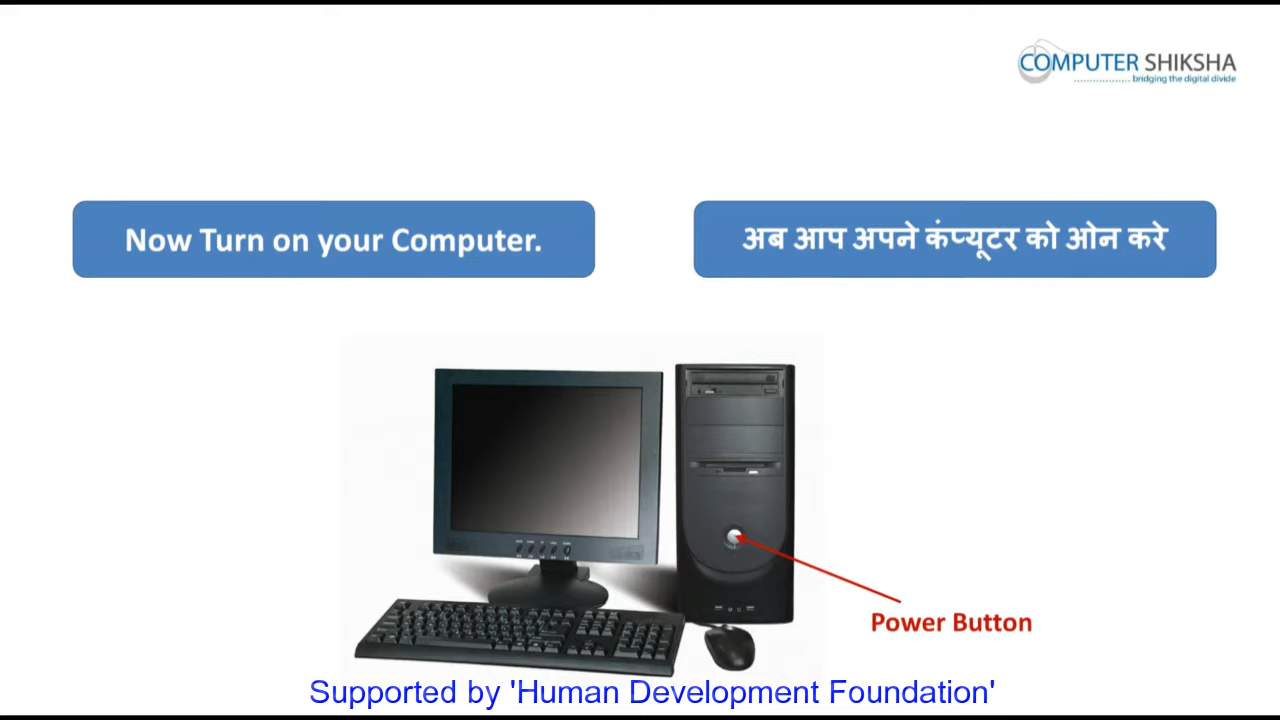 COMPUTER SHIKSHA
bridging the digital divide
Now Turn on your Computer.
अब आप अपने कंप्यूटर को ओन करे
Power Button
Supported by 'Human Development Foundation'